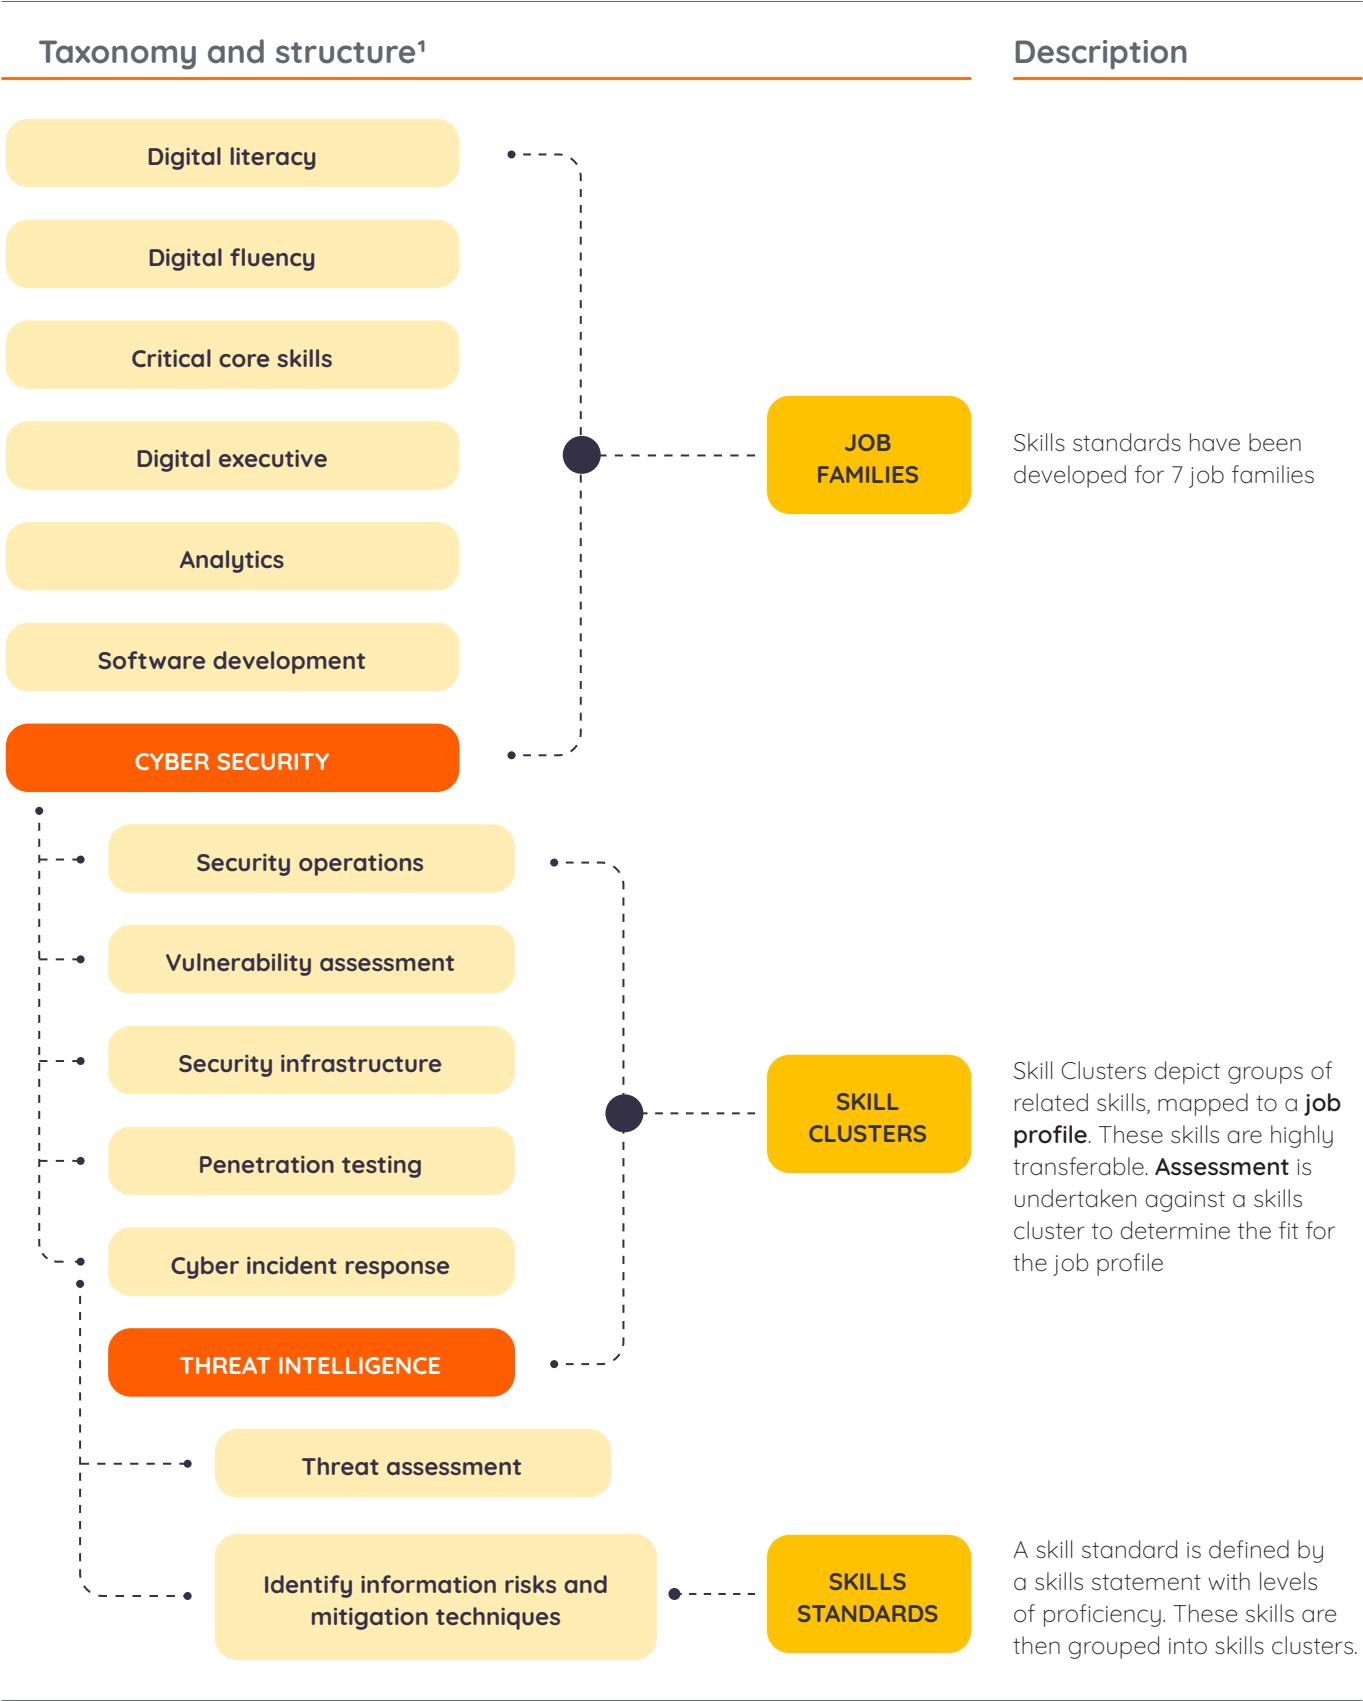 Taxonomy and structure¹
Description
Digital literacy
Digital fluency
Critical core skills
Digital executive
Analytics
Software development
CYBER SECURITY
JOB
FAMILIES
Skills standards have been
developed for 7 job families
Security operations
Vulnerability assessment
Security infrastructure
Penetration testing
Cyber incident response
THREAT INTELLIGENCE
SKILL
CLUSTERS
Skill Clusters depict groups of
related skills, mapped to a job
profile. These skills are highly
transferable. Assessment is
undertaken against a skills
cluster to determine the fit for
the job profile
Threat assessment
Identify information risks and
mitigation techniques
SKILLS
STANDARDS
A skill standard is defined by
a skills statement with levels
of proficiency. These skills are
then grouped into skills clusters.